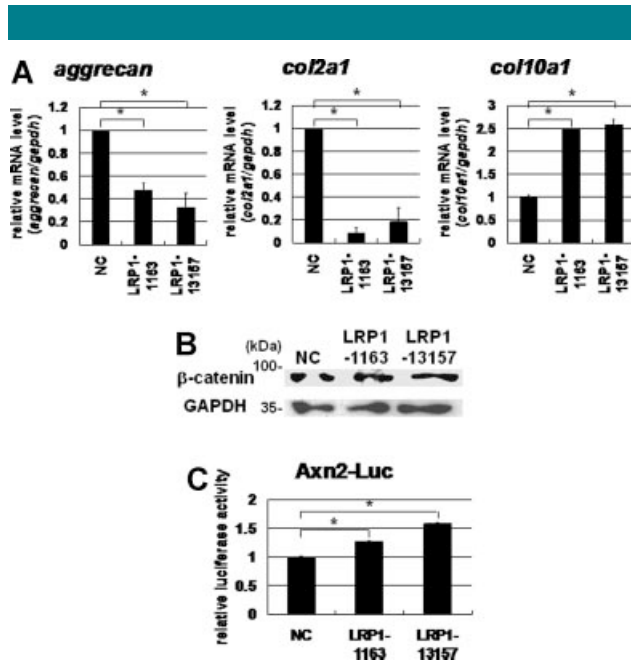 A
aggrecan
col2a1
col10a1
relative mRNA level
(aggrecan/gapdh)
1.2
1
0.8
0.6
0.4
0.2
0
*
*
NC
LRP1-
1163
LRP1-
13157
relative mRNA level
(col2a1/gapdh)
1.2
1
0.8
0.6
0.4
0.2
0
*
*
NC
LRP1-
1163
LRP1-
13157
relative mRNA level
(col10a1/gapdh)
3
2.5
2
1.5
1
0.5
0
*
*
NC
LRP1-
1163
LRP1-
13157
B
(kDa)
NC
LRP1
-1163
LRP1
-13157
100-
β-catenin
GAPDH
35-
C
Axn2-Luc
relative luciferase activity
2
1.5
1
0.5
0
*
*
NC
LRP1-
1163
LRP1-
13157